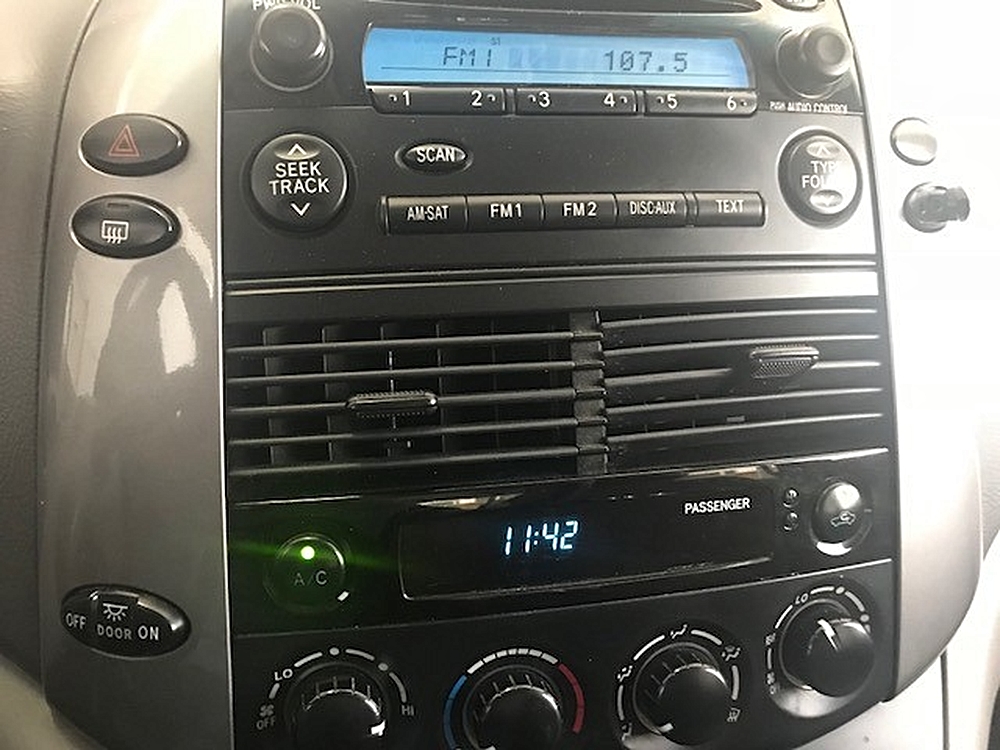 PWR VOL
ST
FM1 107.5
1 2 3 4 5 6
PUSH AUDIO CONTROL
SEEK
TRACK
SCAN
AM·SAT FM1 FM2 DISC·AUX TEXT
PASSENGER
11:42
A/C
OFF DOOR ON
LO
HI
OFF
LO